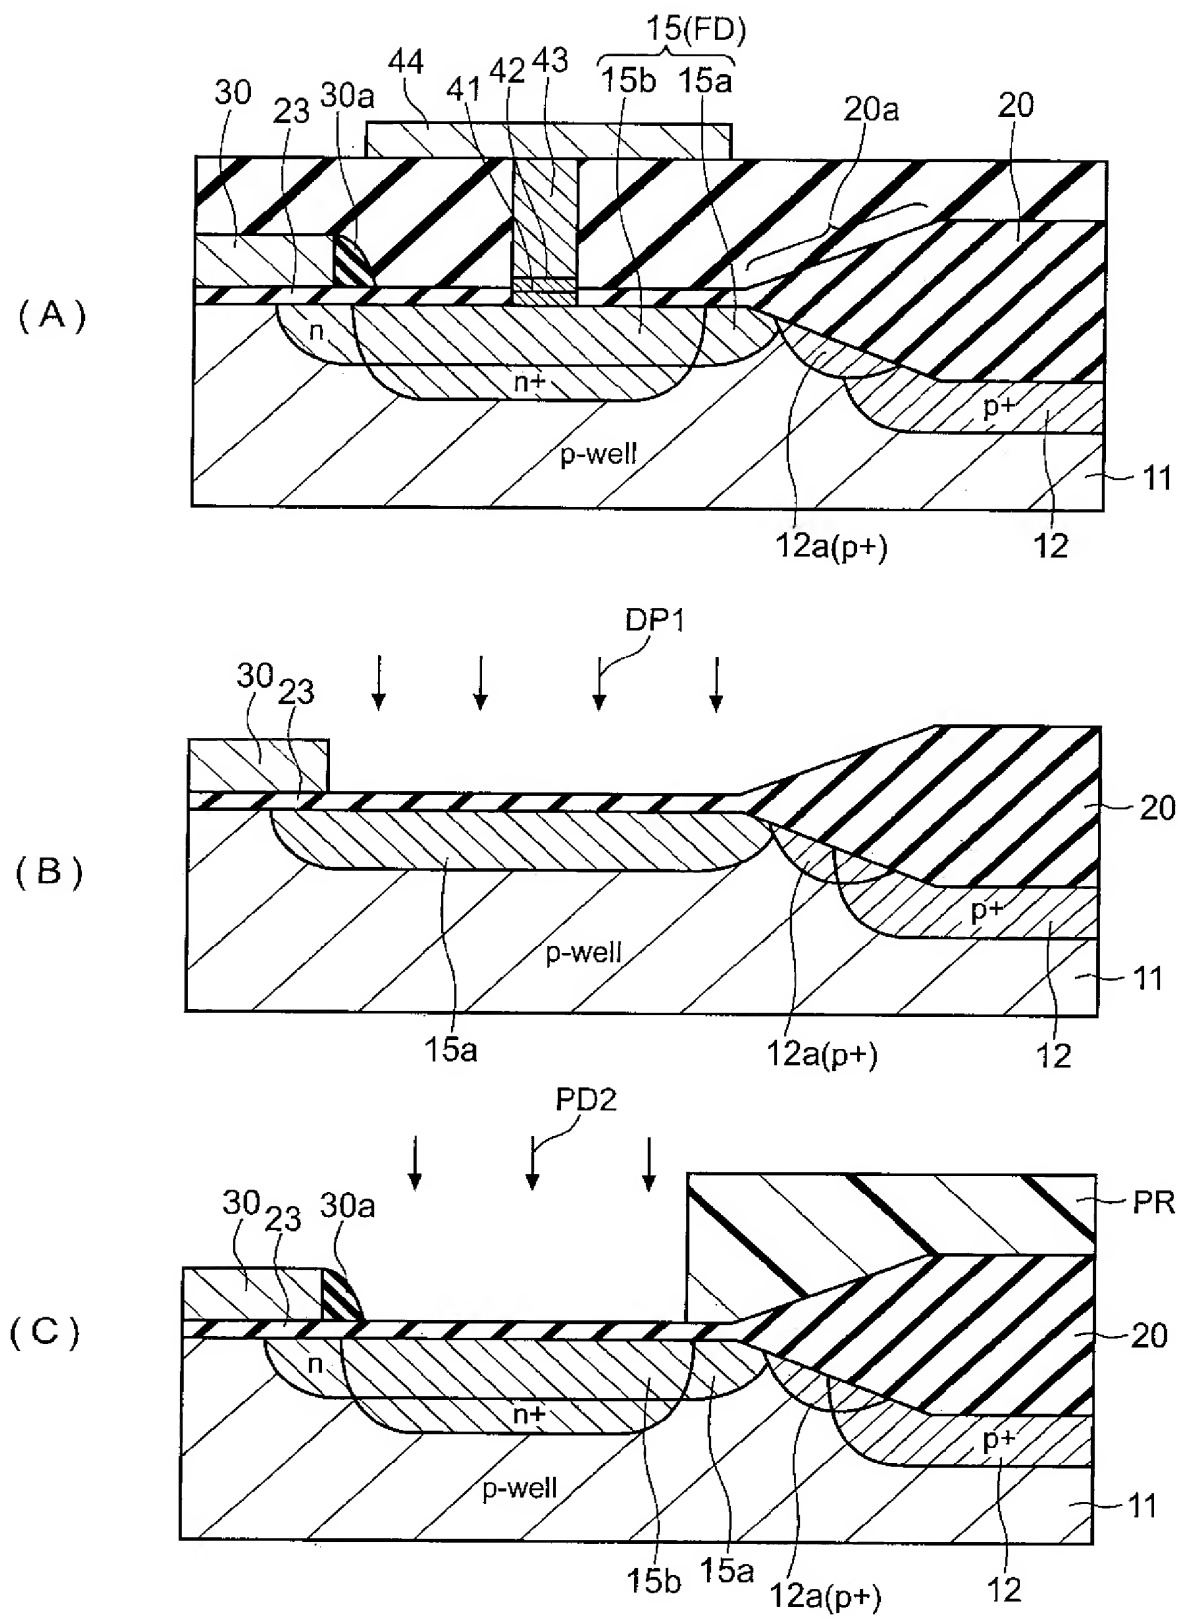 15(FD)
44 41 42 43 15b 15a
30 23 30a 20a 20
(A)
n
n+
p+
p-well
11
12a(p+) 12
DP1
30 23
20
(B)
p+
p-well
11
15a 12a(p+) 12
PD2
30 23 30a PR
20
(C)
n
n+
p+
p-well
11
15b 15a 12a(p+) 12